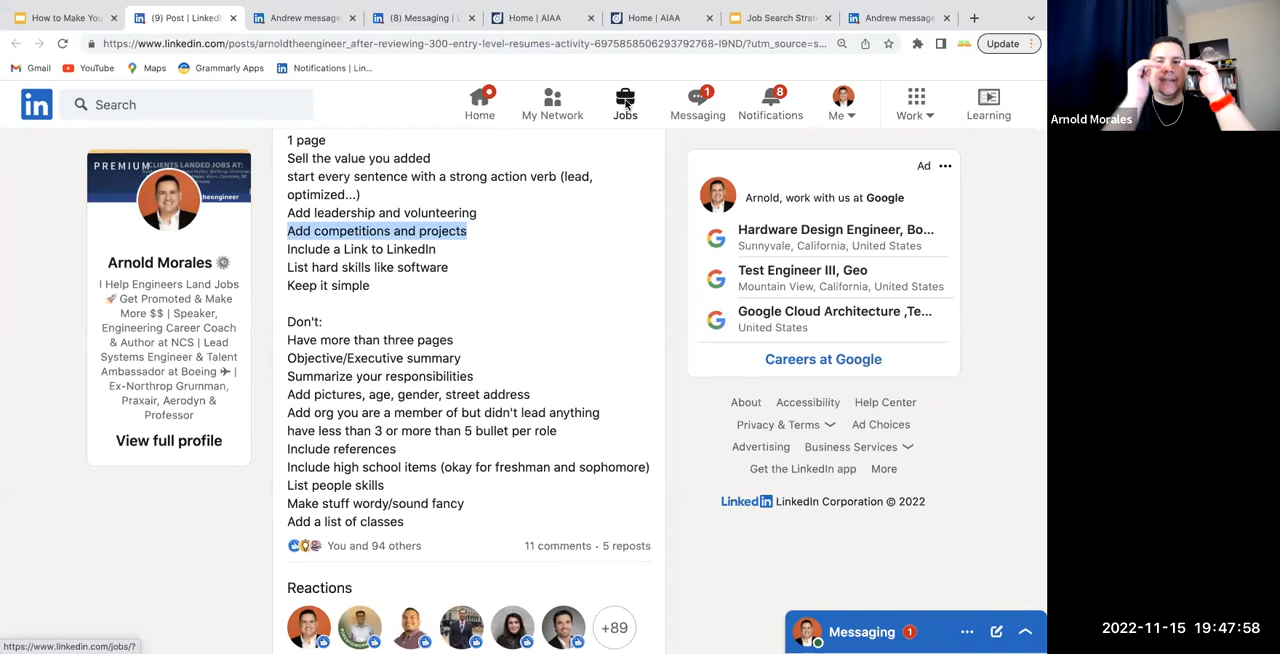 How to Make You
(9) Post | LinkedI
Andrew message
(8) Messaging | L
Home | AIAA
Home | AIAA
Job Search Strat
Andrew message
https://www.linkedin.com/posts/arnoldtheengineer_after-reviewing-300-entry-level-resumes-activity-6975858506293792768-I9ND/?utm_source=s...
Update
Gmail
YouTube
Maps
Grammarly Apps
Notifications | Lin...
in
Search
Home
My Network
Jobs
1
Messaging
8
Notifications
Me
Work
Learning
PREMIUM
CLIENTS LANDED JOBS AT:
heengineer
Arnold Morales
I Help Engineers Land Jobs
🚀 Get Promoted & Make
More $$ | Speaker,
Engineering Career Coach
& Author at NCS | Lead
Systems Engineer & Talent
Ambassador at Boeing ✈ |
Ex-Northrop Grumman,
Praxair, Aerodyn &
Professor
View full profile
1 page
Sell the value you added
start every sentence with a strong action verb (lead,
optimized...)
Add leadership and volunteering
Add competitions and projects
Include a Link to LinkedIn
List hard skills like software
Keep it simple
Don't:
Have more than three pages
Objective/Executive summary
Summarize your responsibilities
Add pictures, age, gender, street address
Add org you are a member of but didn't lead anything
have less than 3 or more than 5 bullet per role
Include references
Include high school items (okay for freshman and sophomore)
List people skills
Make stuff wordy/sound fancy
Add a list of classes
You and 94 others
11 comments • 5 reposts
Reactions
+89
Ad •••
Arnold, work with us at Google
Hardware Design Engineer, Bo...
Sunnyvale, California, United States
Test Engineer III, Geo
Mountain View, California, United States
Google Cloud Architecture ,Te...
United States
Careers at Google
About Accessibility Help Center
Privacy & Terms Ad Choices
Advertising Business Services
Get the LinkedIn app More
LinkedIn LinkedIn Corporation © 2022
Messaging 1
https://www.linkedin.com/jobs/?
Arnold Morales
2022-11-15 19:47:58